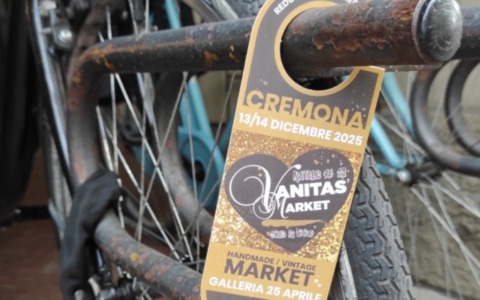 CREMONA
13/14 DICEMBRE 2025
VANITAS
MARKET
HANDMADE / VINTAGE
MARKET
GALLERIA 25 APRILE